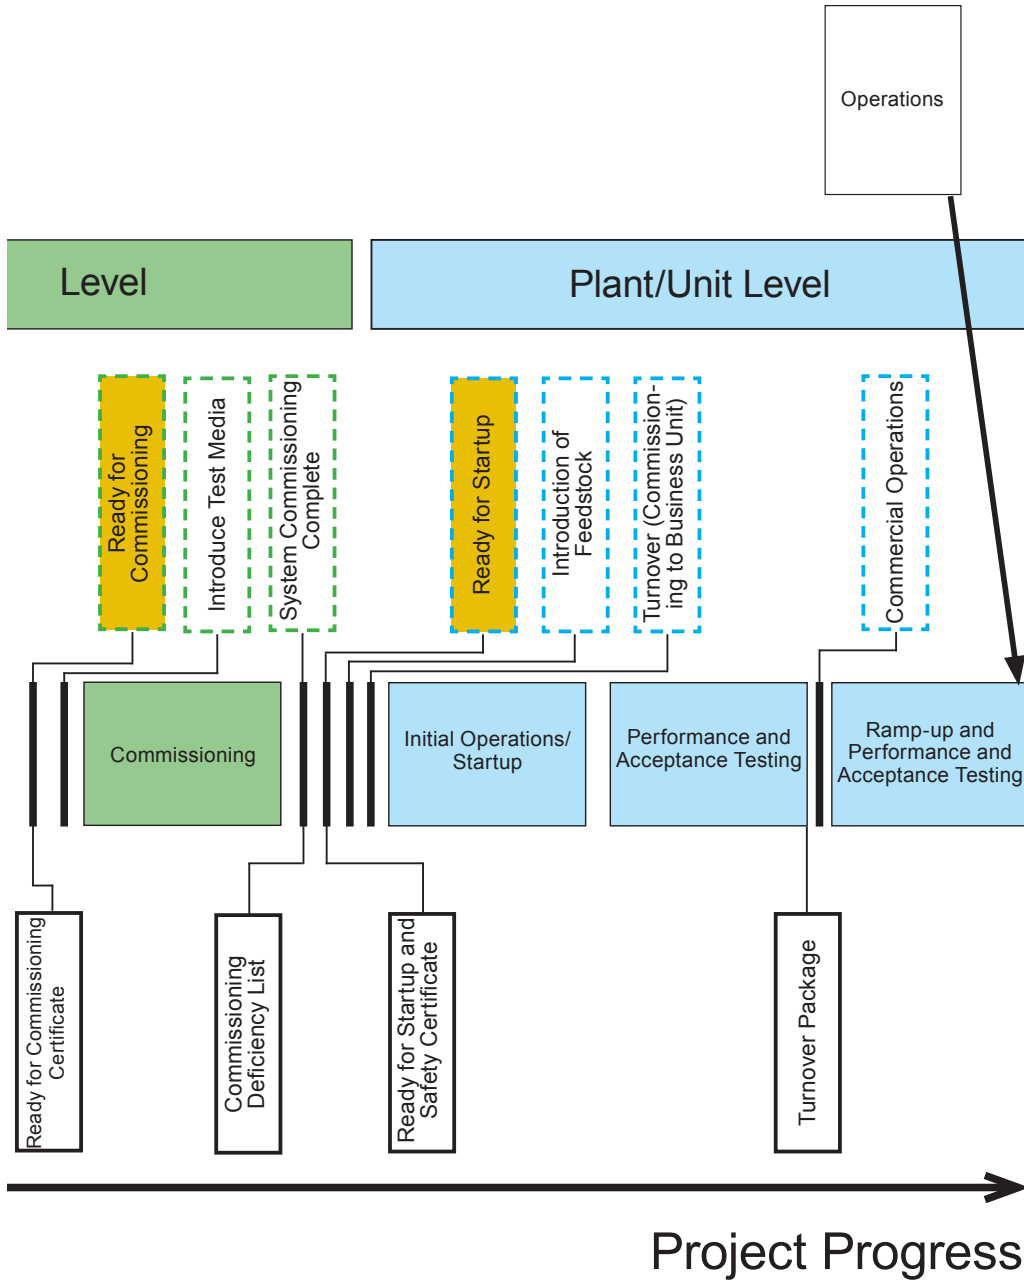 Operations
Level
Plant/Unit Level
Ready for
Commissioning
Introduce Test Media
System Commissioning
Complete
Ready for Startup
Introduction of
Feedstock
Turnover (Commission-
ing to Business Unit)
Commercial Operations
Commissioning
Initial Operations/
Startup
Performance and
Acceptance Testing
Ramp-up and
Performance and
Acceptance Testing
Ready for Commissioning
Certificate
Commissioning
Deficiency List
Ready for Startup and
Safety Certificate
Turnover Package
Project Progress